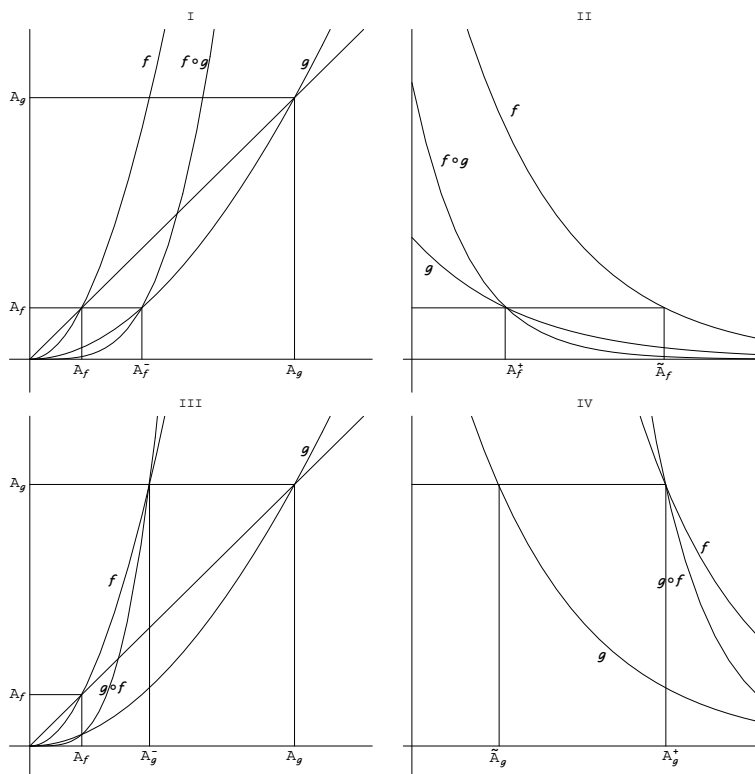 I
f
f∘g
g
A_g
A_f
A_f
A_f^-
A_g
II
f
f∘g
g
A_f^+
Ã_f
III
g
A_g
f
A_f
g∘f
A_f
A_g^-
A_g
IV
f
g∘f
g
Ã_g
A_g^+